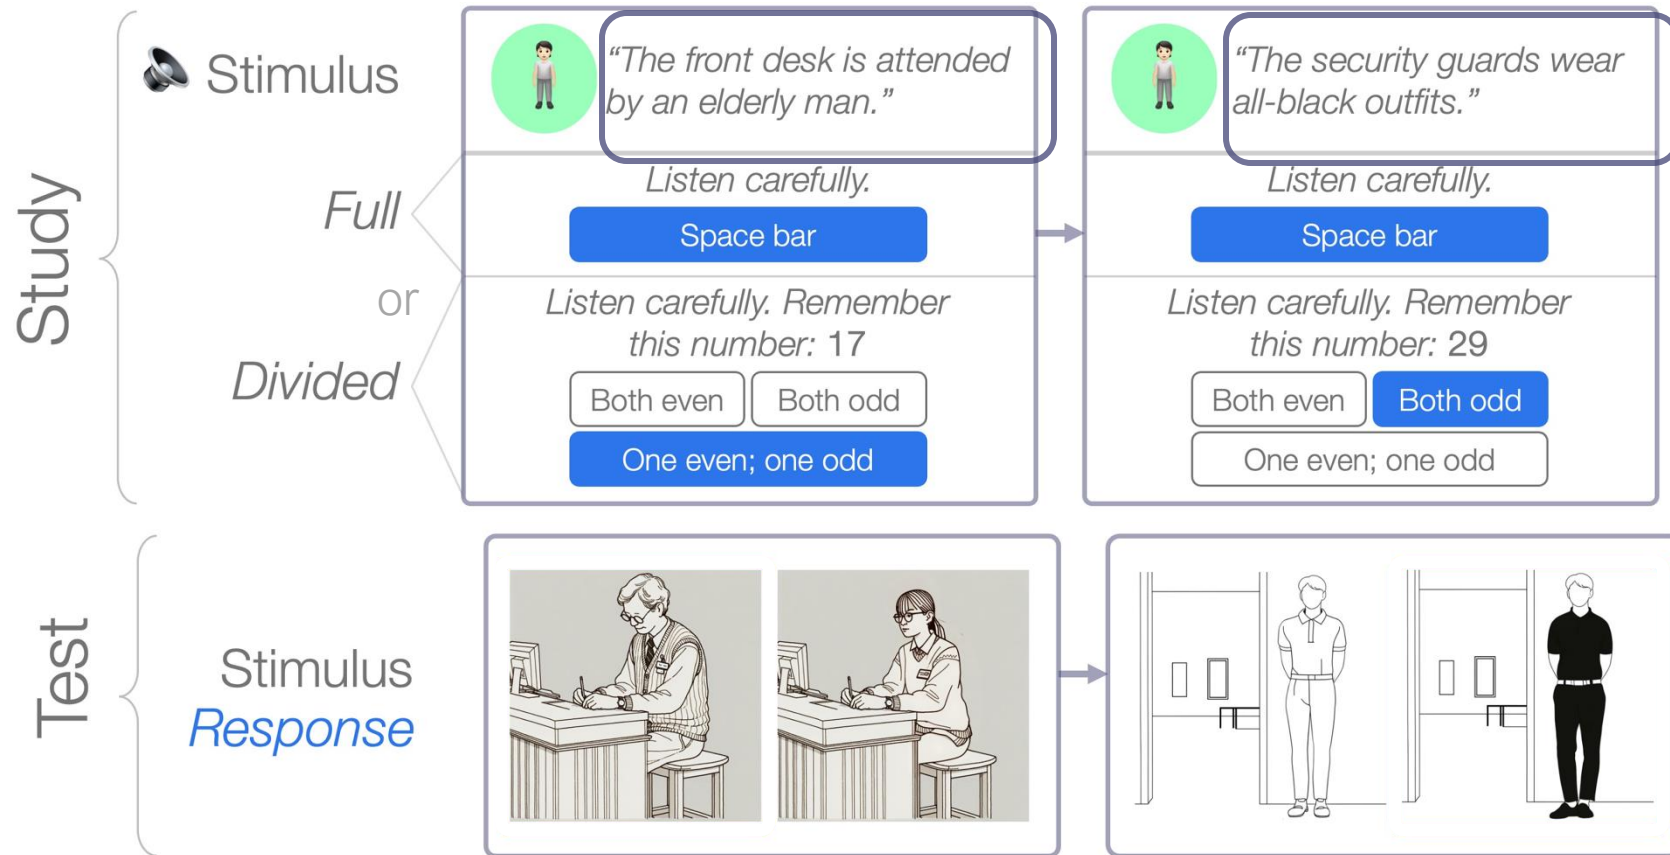 Study
Stimulus
Full
or
Divided
“The front desk is attended
by an elderly man.”
Listen carefully.
Space bar
Listen carefully. Remember
this number: 17
Both even
Both odd
One even; one odd
“The security guards wear
all-black outfits.”
Listen carefully.
Space bar
Listen carefully. Remember
this number: 29
Both even
Both odd
One even; one odd
Test
Stimulus
Response